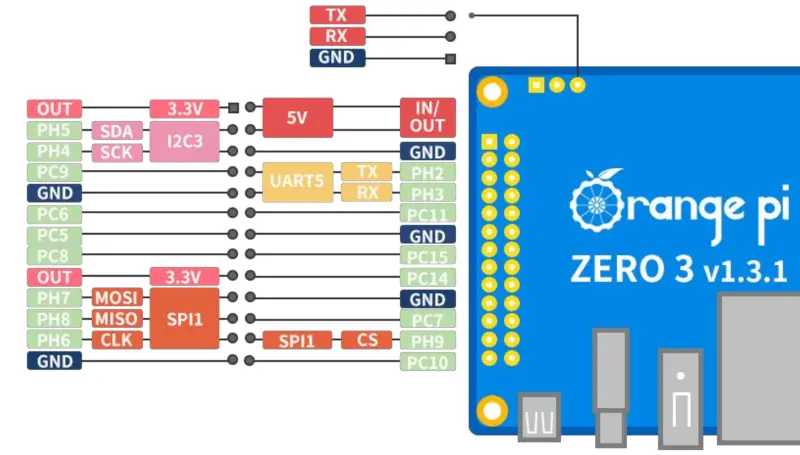 TX
RX
GND
OUT 3.3V 5V IN/
OUT
PH5 SDA I2C3
PH4 SCK GND
PC9 UART5 TX PH2
GND RX PH3
PC6 PC11
PC5 GND
PC8 PC15
OUT 3.3V PC14
PH7 MOSI SPI1 GND
PH8 MISO PC7
PH6 CLK SPI1 CS PH9
GND PC10
Orange pi
ZERO 3 v1.3.1